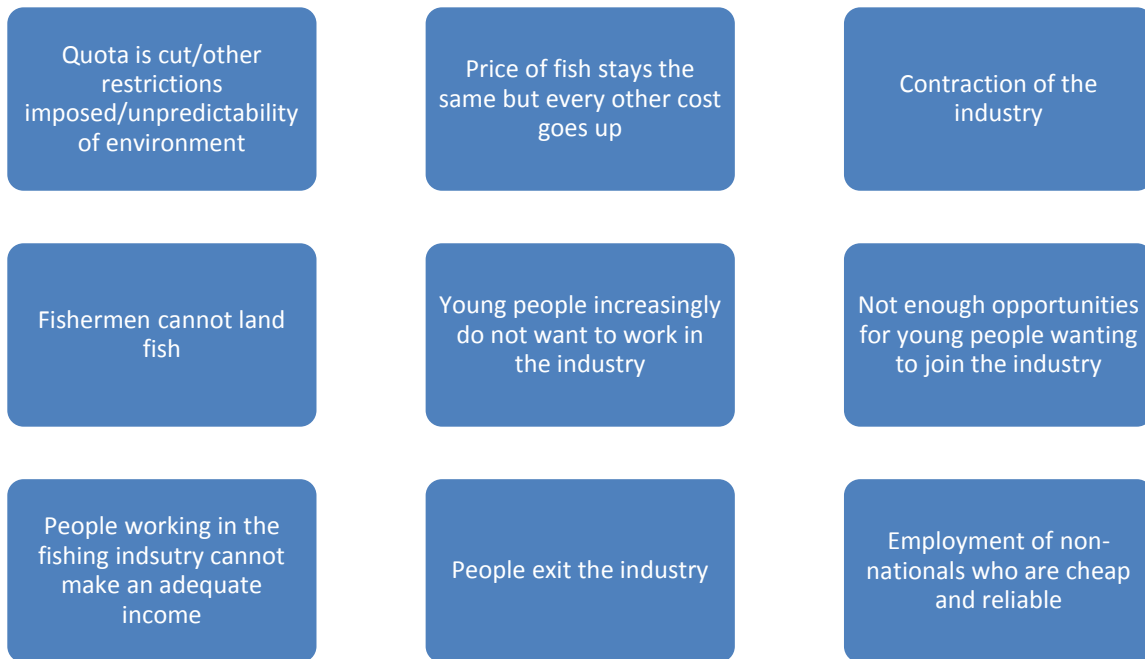 Quota is cut/other
restrictions
imposed/unpredictability
of environment
Price of fish stays the
same but every other cost
goes up
Contraction of the
industry
Fishermen cannot land
fish
Young people increasingly
do not want to work in
the industry
Not enough opportunities
for young people wanting
to join the industry
People working in the
fishing indsutry cannot
make an adequate
income
People exit the industry
Employment of non-
nationals who are cheap
and reliable